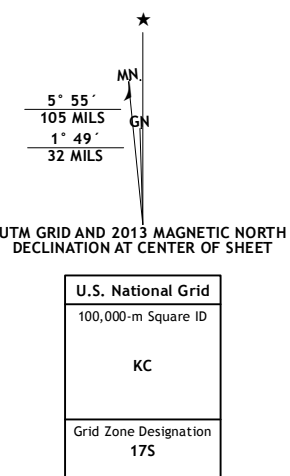 ★
MN.
5° 55´
105 MILS
GN
1° 49´
32 MILS
UTM GRID AND 2013 MAGNETIC NORTH
DECLINATION AT CENTER OF SHEET
U.S. National Grid
100,000-m Square ID
KC
Grid Zone Designation
17S